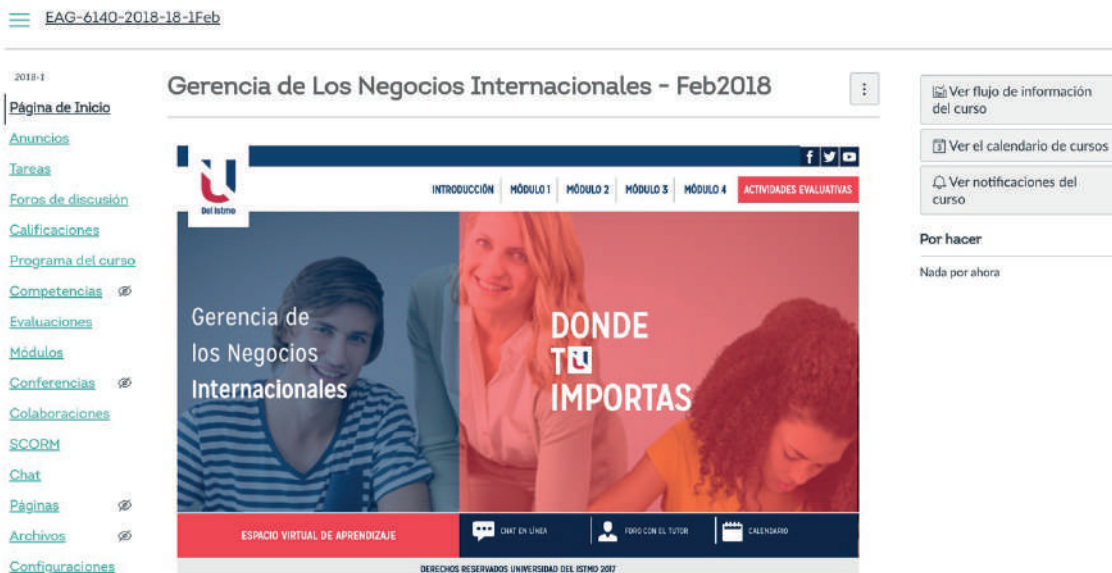 EAG-6140-2018-18-1Feb
2018-1
Página de Inicio
Anuncios
Tareas
Foros de discusión
Calificaciones
Programa del curso
Competencias
Evaluaciones
Módulos
Conferencias
Colaboraciones
SCORM
Chat
Páginas
Archivos
Configuraciones
Gerencia de Los Negocios Internacionales - Feb2018
U
Del Istmo
INTRODUCCIÓN MÓDULO 1 MÓDULO 2 MÓDULO 3 MÓDULO 4 ACTIVIDADES EVALUATIVAS
Gerencia de
los Negocios
Internacionales
DONDE
TU
IMPORTAS
ESPACIO VIRTUAL DE APRENDIZAJE
CHAT EN LÍNEA FORO CON EL TUTOR CALENDARIO
DERECHOS RESERVADOS UNIVERSIDAD DEL ISTMO 2017
Ver flujo de información
del curso
Ver el calendario de cursos
Ver notificaciones del
curso
Por hacer
Nada por ahora